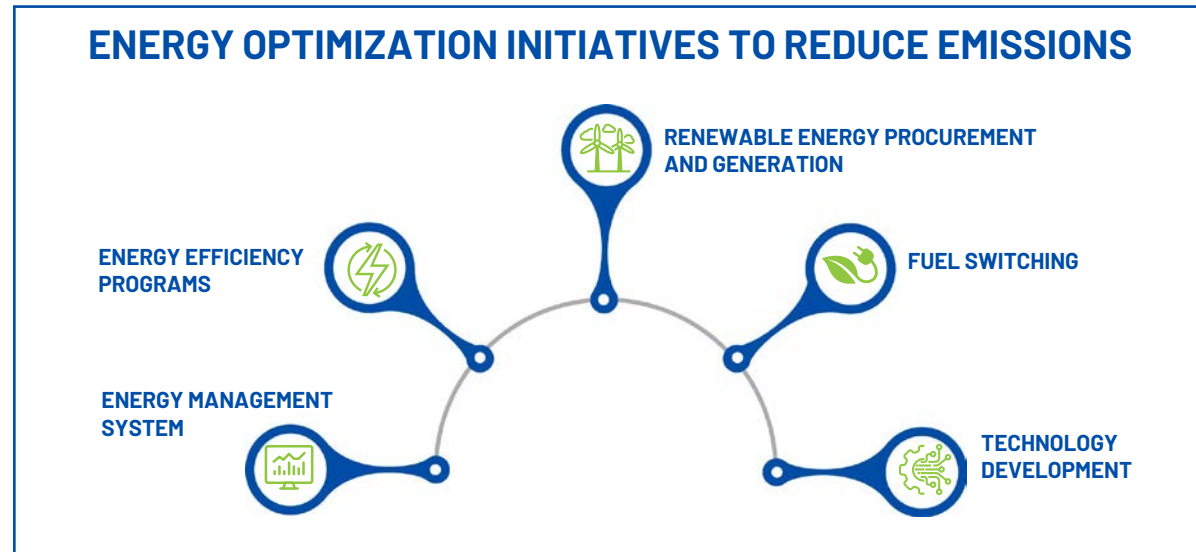 ENERGY OPTIMIZATION INITIATIVES TO REDUCE EMISSIONS
RENEWABLE ENERGY PROCUREMENT
AND GENERATION
ENERGY EFFICIENCY
PROGRAMS
FUEL SWITCHING
ENERGY MANAGEMENT
SYSTEM
TECHNOLOGY
DEVELOPMENT